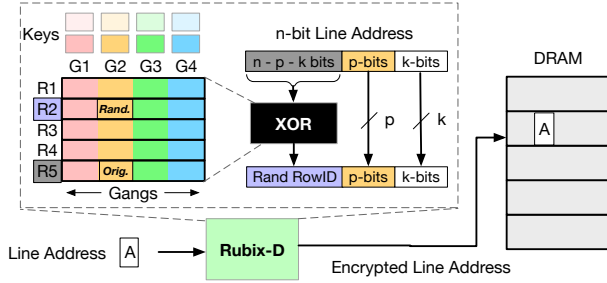 Keys
G1 G2 G3 G4
R1
R2
R3
R4
R5
Rand.
Orig.
Gangs
n-bit Line Address
n - p - k bits p-bits k-bits
XOR
p
k
Rand RowID p-bits k-bits
DRAM
A
Line Address A
Rubix-D
Encrypted Line Address